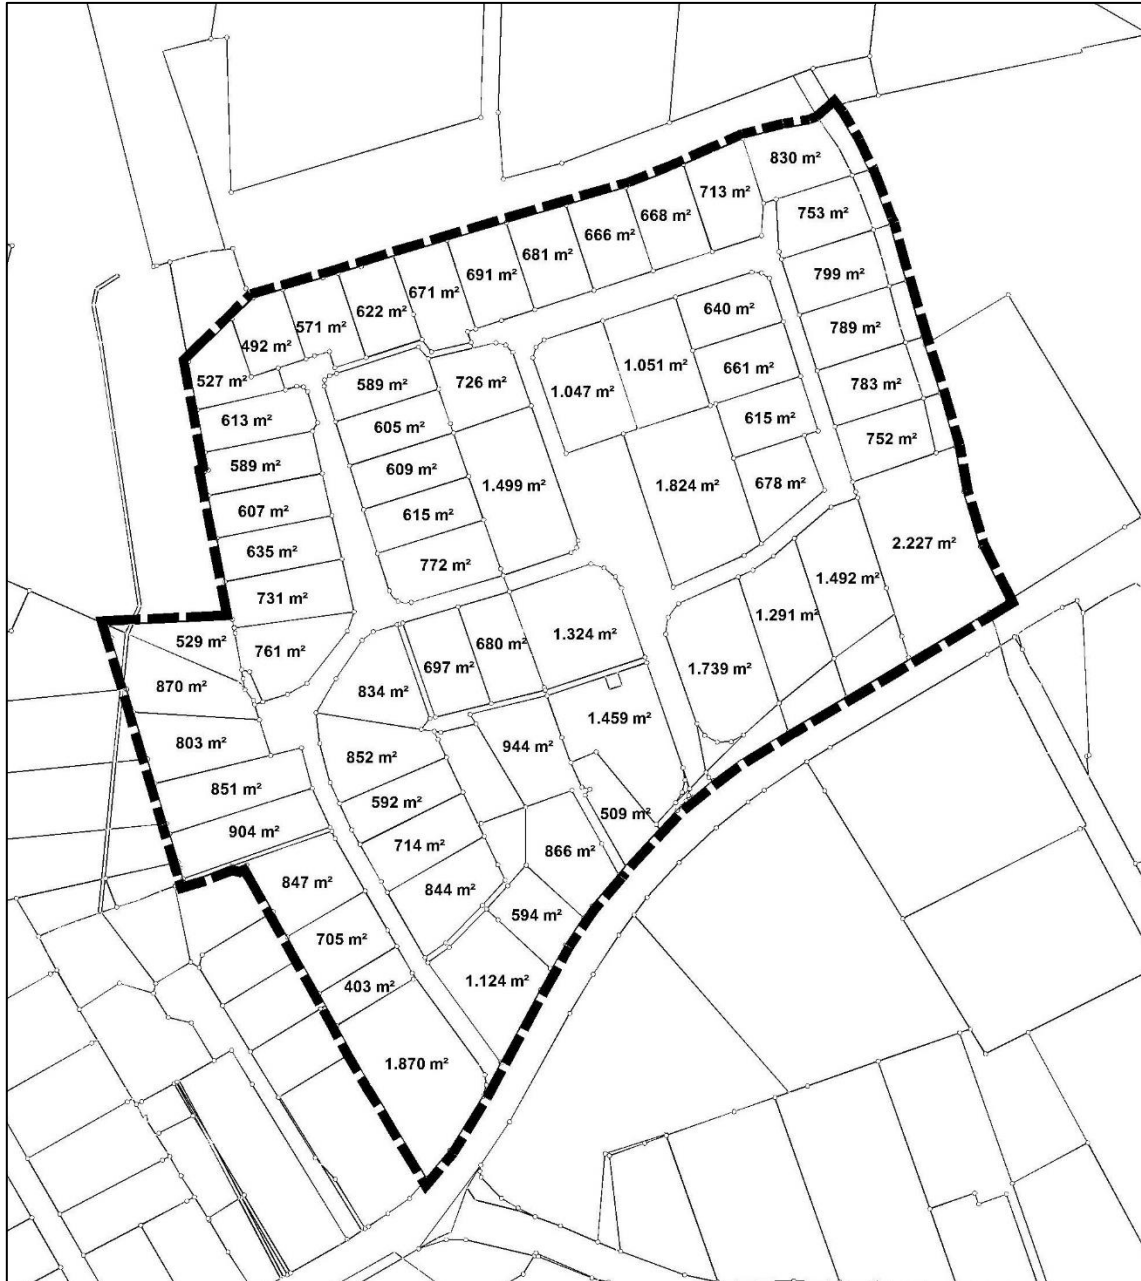 830 m²
713 m²
753 m²
668 m²
666 m²
681 m²
691 m²
799 m²
671 m²
622 m²
640 m²
571 m²
789 m²
492 m²
1.051 m²
661 m²
527 m²
589 m²
726 m²
1.047 m²
783 m²
613 m²
605 m²
615 m²
752 m²
589 m²
609 m²
1.499 m²
1.824 m²
678 m²
607 m²
615 m²
2.227 m²
635 m²
772 m²
1.492 m²
731 m²
1.291 m²
529 m²
761 m²
697 m²
680 m²
1.324 m²
1.739 m²
870 m²
834 m²
1.459 m²
803 m²
852 m²
944 m²
851 m²
592 m²
509 m²
904 m²
714 m²
866 m²
847 m²
844 m²
594 m²
705 m²
1.124 m²
403 m²
1.870 m²